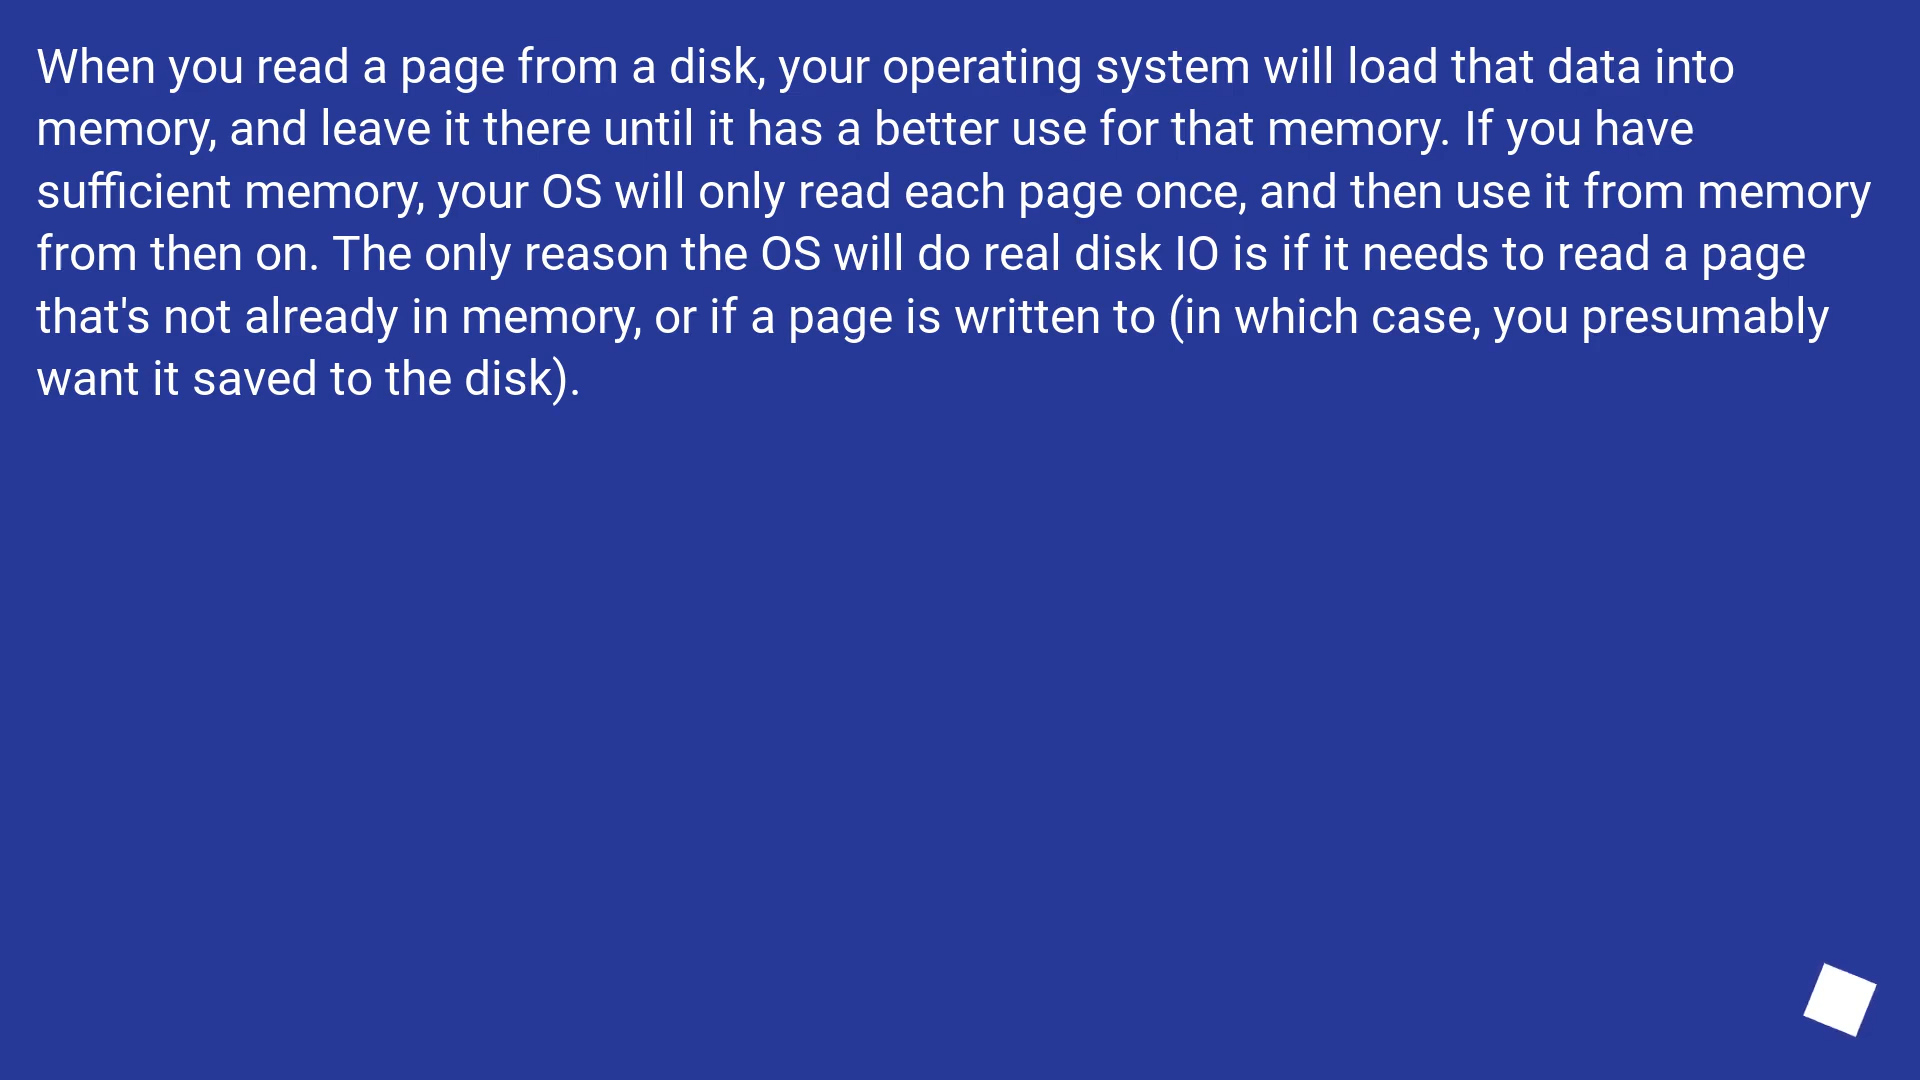 When you read a page from a disk, your operating system will load that data into
memory, and leave it there until it has a better use for that memory. If you have
sufficient memory, your OS will only read each page once, and then use it from memory
from then on. The only reason the OS will do real disk IO is if it needs to read a page
that's not already in memory, or if a page is written to (in which case, you presumably
want it saved to the disk).